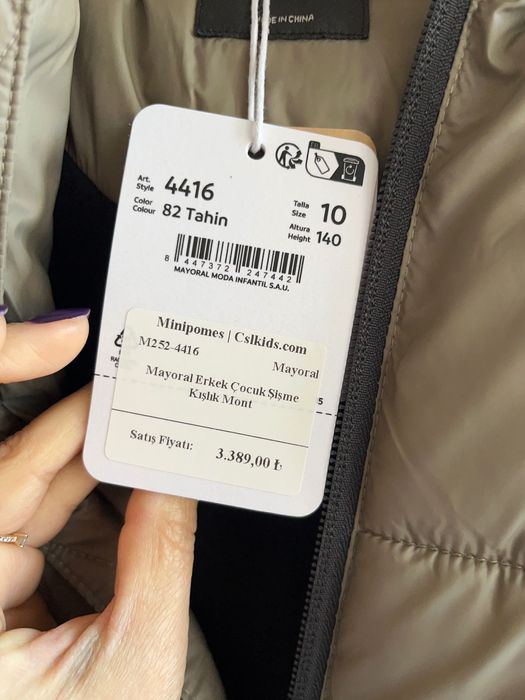 MADE IN CHINA
Art.
Style 4416
Color
Colour 82 Tahin
Talla
Size 10
Altura
Height 140
8 447372 247442
MAYORAL MODA INFANTIL S.A.U.
Minipomes | Cslkids.com
M252-4416 Mayoral
Mayoral Erkek Çocuk Şişme
Kışlık Mont
Satış Fiyatı: 3.389,00 ₺